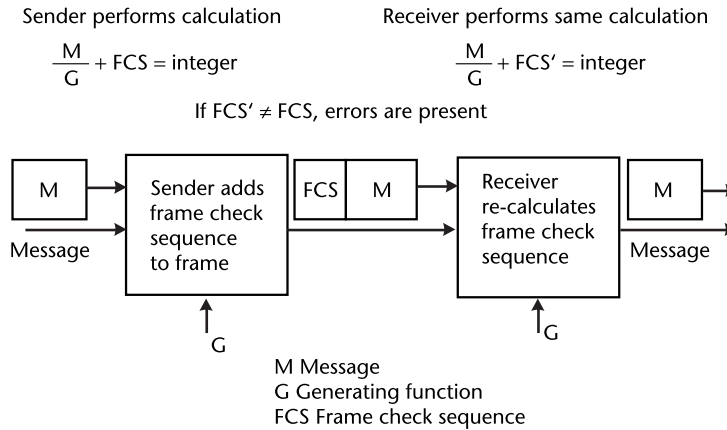 Sender performs calculation
M
G + FCS = integer
Receiver performs same calculation
M
G + FCS‘ = integer
If FCS‘ ≠ FCS, errors are present
M
Message
Sender adds
frame check
sequence
to frame
G
FCS M
Receiver
re-calculates
frame check
sequence
G
M
Message
M Message
G Generating function
FCS Frame check sequence